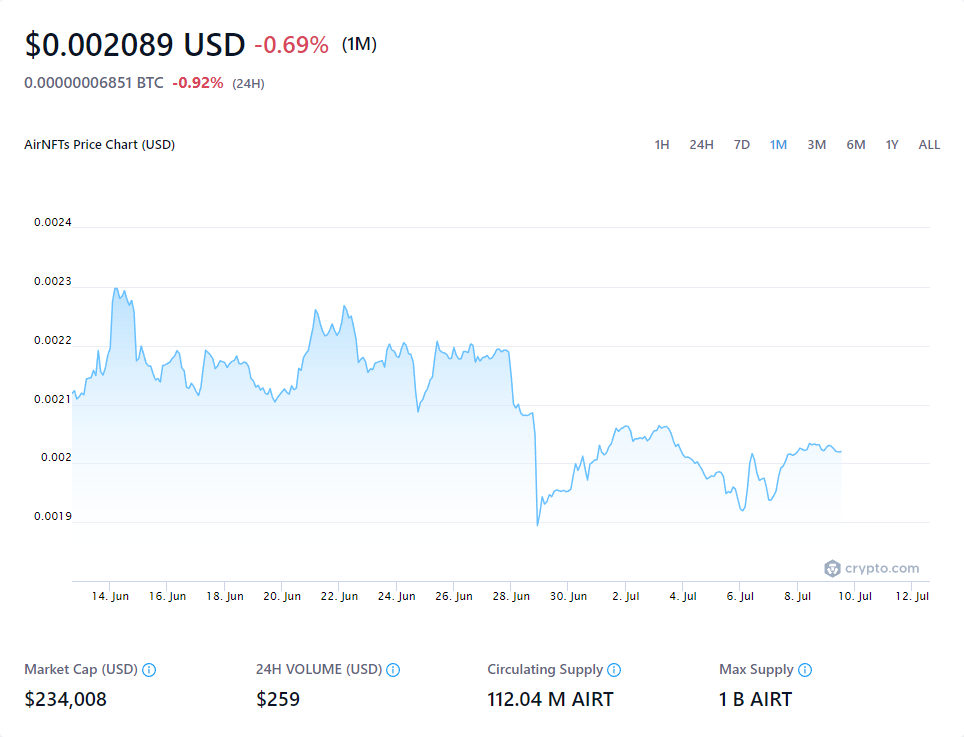 $0.002089 USD -0.69% (1M)
0.00000006851 BTC -0.92% (24H)
AirNFTs Price Chart (USD) 1H 24H 7D 1M 3M 6M 1Y ALL
0.0024
0.0023
0.0022
0.0021
0.002
0.0019
crypto.com
14. Jun 16. Jun 18. Jun 20. Jun 22. Jun 24. Jun 26. Jun 28. Jun 30. Jun 2. Jul 4. Jul 6. Jul 8. Jul 10. Jul 12. Jul
Market Cap (USD) 24H VOLUME (USD) Circulating Supply Max Supply
$234,008 $259 112.04 M AIRT 1 B AIRT